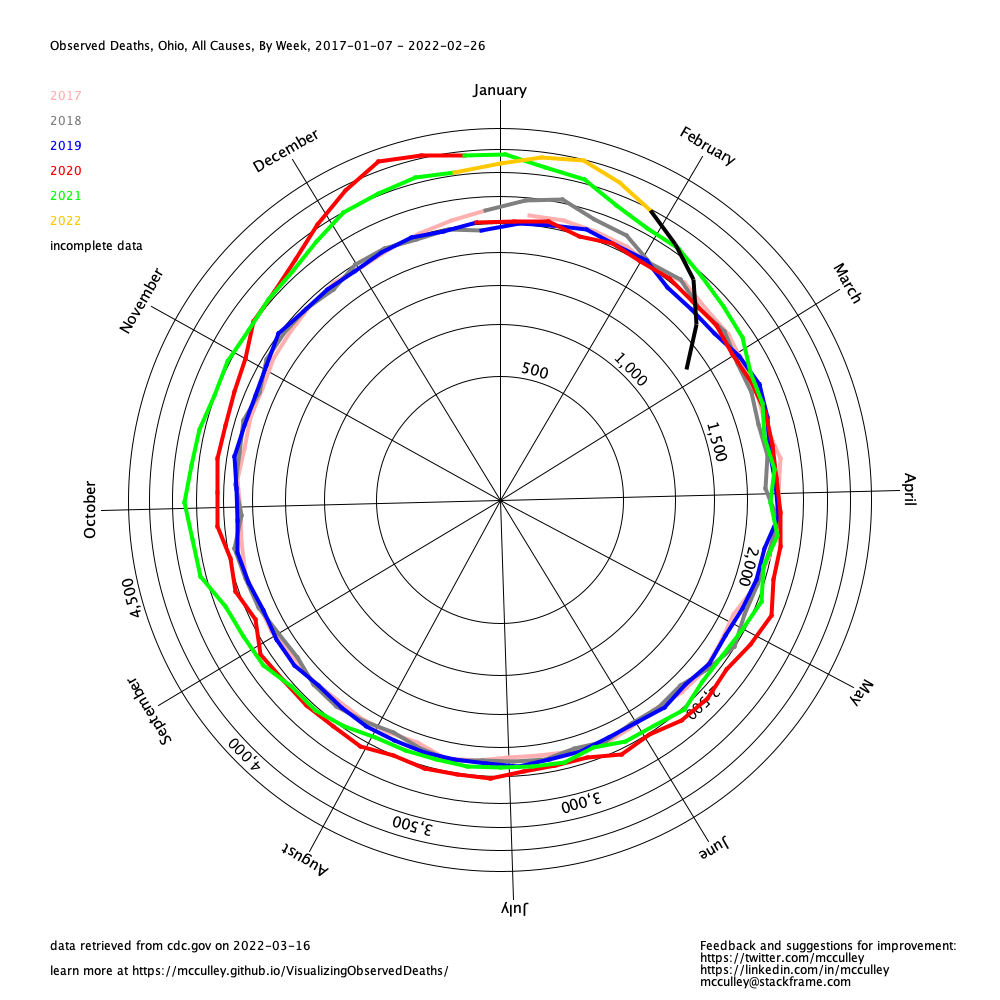 Observed Deaths, Ohio, All Causes, By Week, 2017-01-07 - 2022-02-26
2017
2018
2019
2020
2021
2022
incomplete data
January
February
March
April
May
June
July
August
September
October
November
December
500
1,000
1,500
2,000
2,500
3,000
3,500
4,000
4,500
data retrieved from cdc.gov on 2022-03-16
learn more at https://mcculley.github.io/VisualizingObservedDeaths/
Feedback and suggestions for improvement:
https://twitter.com/mcculley
https://linkedin.com/in/mcculley
mcculley@stackframe.com